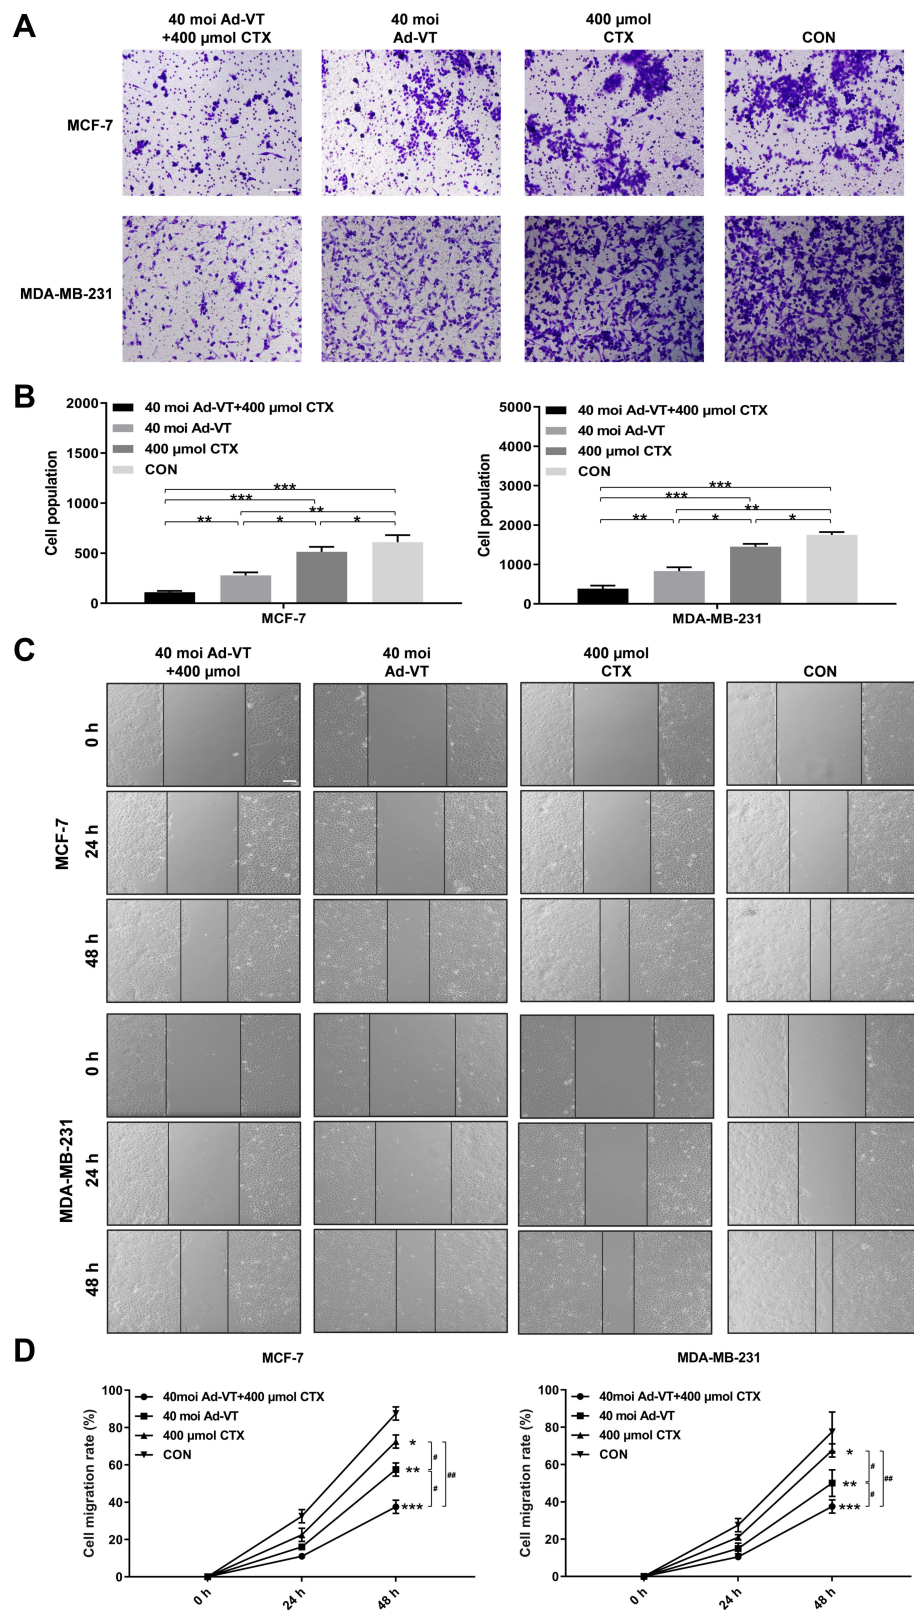 A
40 moi Ad-VT
+400 μmol CTX
40 moi
Ad-VT
400 μmol
CTX
CON
MCF-7
MDA-MB-231
B
2000
1500
1000
500
0
Cell population
40 moi Ad-VT+400 μmol CTX
40 moi Ad-VT
400 μmol CTX
CON
***
***
**
** * *
MCF-7
5000
4000
3000
2000
1000
0
Cell population
40 moi Ad-VT+400 μmol CTX
40 moi Ad-VT
400 μmol CTX
CON
***
***
**
** * *
MDA-MB-231
C
40 moi Ad-VT
+400 μmol
40 moi
Ad-VT
400 μmol
CTX
CON
MCF-7
0 h
24 h
48 h
MDA-MB-231
0 h
24 h
48 h
D
MCF-7
100
80
60
40
20
0
Cell migration rate (%)
40moi Ad-VT+400 μmol CTX
40 moi Ad-VT
400 μmol CTX
CON
*
**
***
#
#
##
0 h
24 h
48 h
MDA-MB-231
100
80
60
40
20
0
Cell migration rate (%)
40moi Ad-VT+400 μmol CTX
40 moi Ad-VT
400 μmol CTX
CON
*
**
***
#
#
##
0 h
24 h
48 h